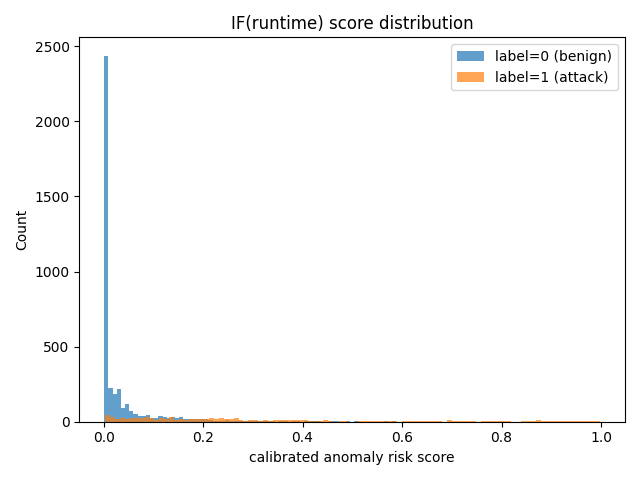 IF(runtime) score distribution
label=0 (benign)
label=1 (attack)
Count
2500
2000
1500
1000
500
0
0.0 0.2 0.4 0.6 0.8 1.0
calibrated anomaly risk score